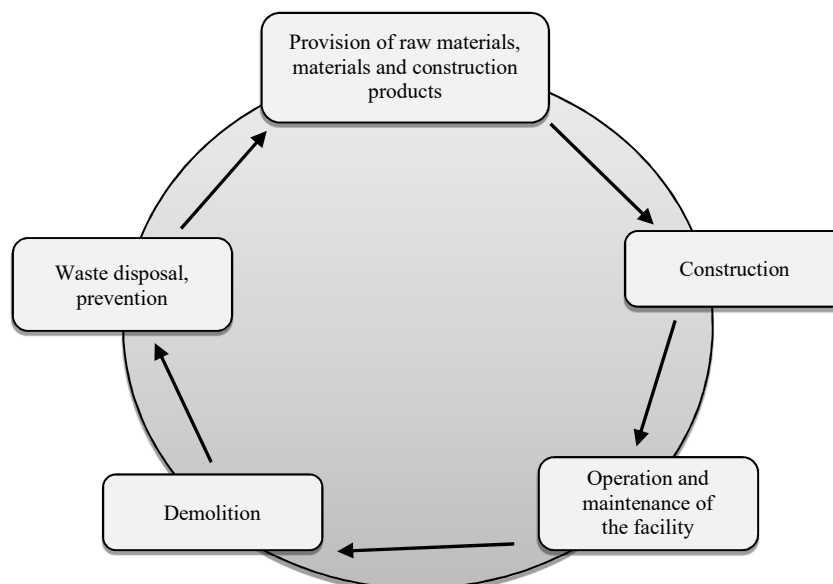 Provision of raw materials,
materials and construction
products
Construction
Operation and
maintenance of
the facility
Demolition
Waste disposal,
prevention